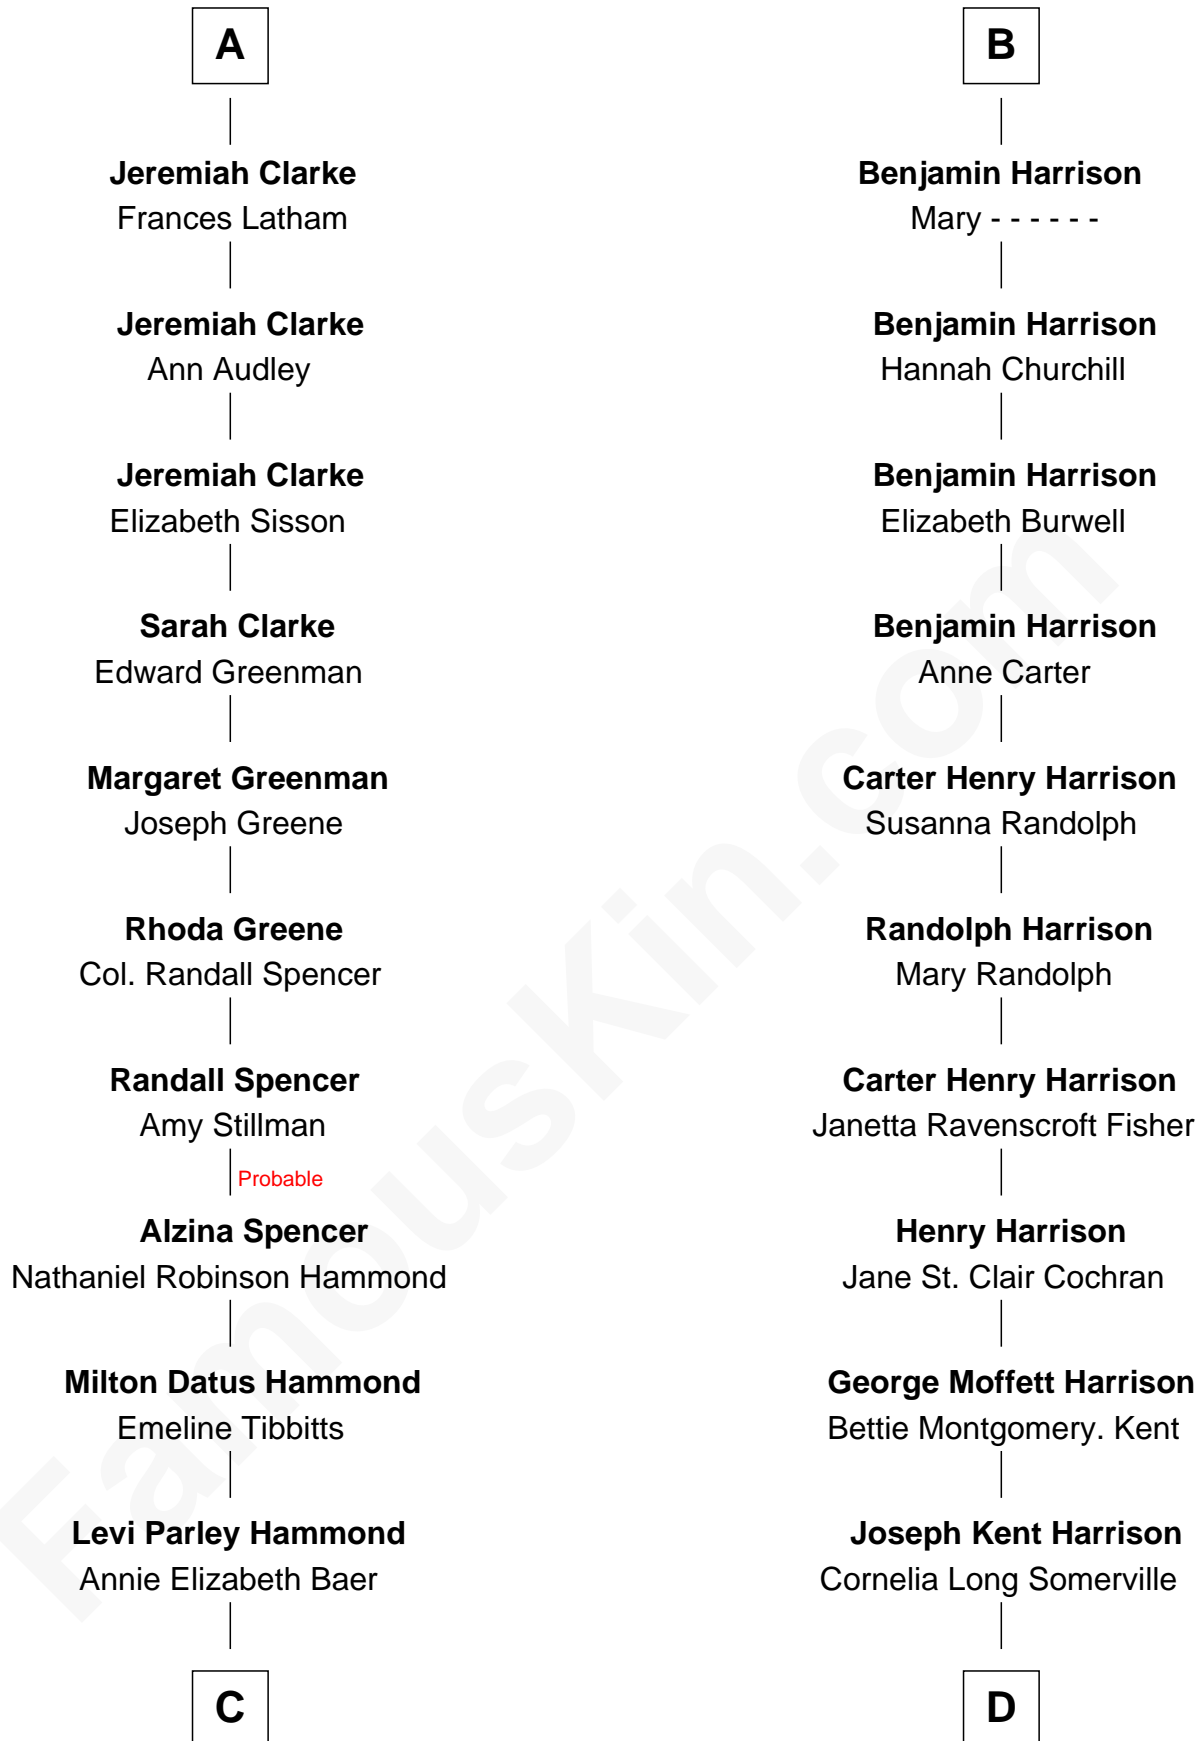 A
Jeremiah Clarke
Frances Latham
Jeremiah Clarke
Ann Audley
Jeremiah Clarke
Elizabeth Sisson
Sarah Clarke
Edward Greenman
Margaret Greenman
Joseph Greene
Rhoda Greene
Col. Randall Spencer
Randall Spencer
Amy Stillman
Probable
Alzina Spencer
Nathaniel Robinson Hammond
Milton Datus Hammond
Emeline Tibbitts
Levi Parley Hammond
Annie Elizabeth Baer
C
B
Benjamin Harrison
Mary - - - - - -
Benjamin Harrison
Hannah Churchill
Benjamin Harrison
Elizabeth Burwell
Benjamin Harrison
Anne Carter
Carter Henry Harrison
Susanna Randolph
Randolph Harrison
Mary Randolph
Carter Henry Harrison
Janetta Ravenscroft Fisher
Henry Harrison
Jane St. Clair Cochran
George Moffett Harrison
Bettie Montgomery. Kent
Joseph Kent Harrison
Cornelia Long Somerville
D
FamousKin.com